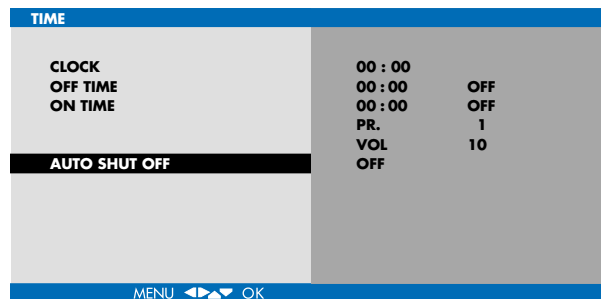 TIME
CLOCK 00 : 00
OFF TIME 00 : 00 OFF
ON TIME 00 : 00 OFF
PR. 1
VOL 10
AUTO SHUT OFF OFF
MENU OK